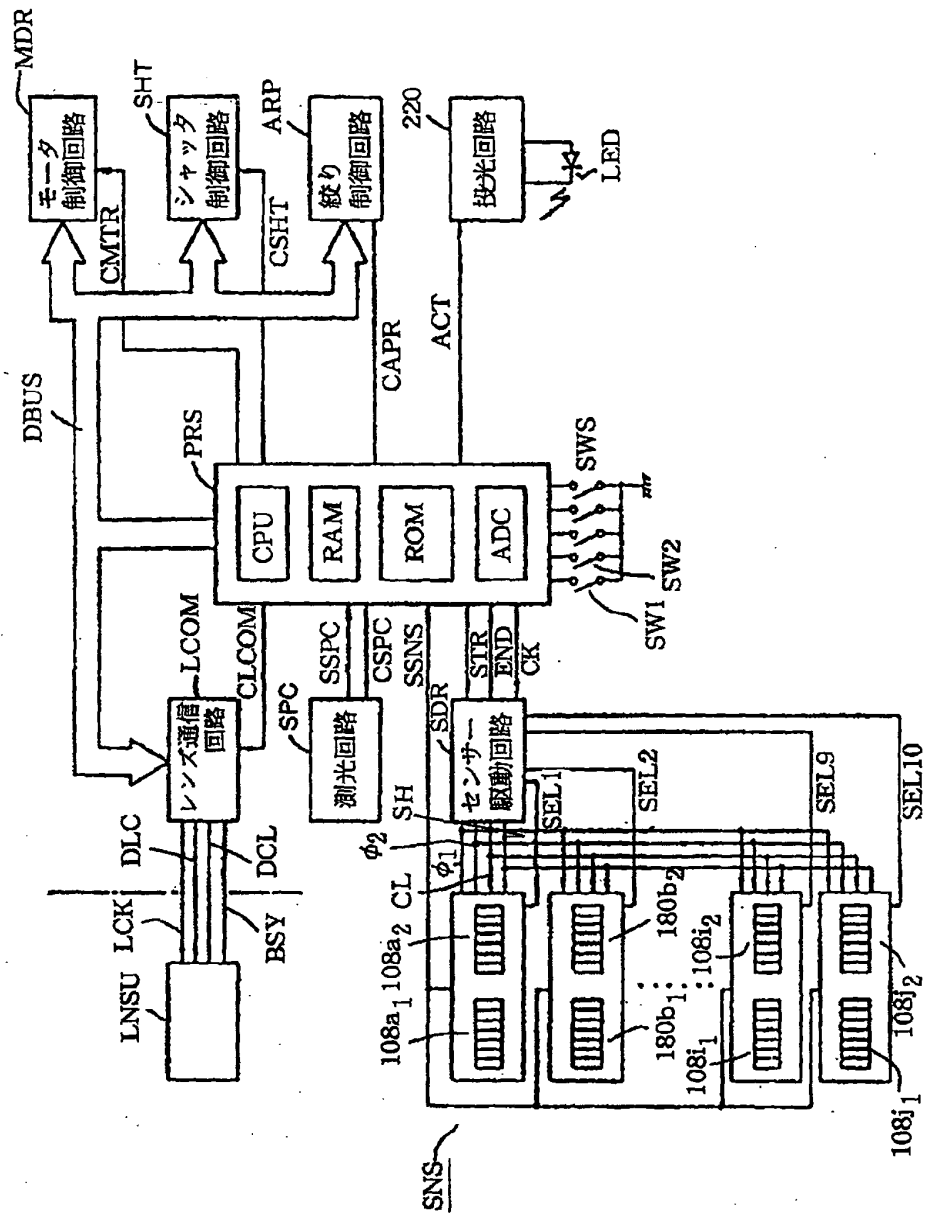 MDR
モータ
制御回路
CMTR
SHT
シャッタ
制御回路
CSHT
ARP
絞り
制御回路
CAPR
220
投光回路
LED
ACT
DBUS
PRS
CPU
RAM
ROM
ADC
SWS
SW2
SW1
LCOM
レンズ通信
回路
CLCOM
SPC
測光回路
SSPC
CSPC
SSNS
STR
END
CK
SDR
センサー
駆動回路
DLC
DCL
LCK
BSY
LNSU
SH
φ2
φ1
CL
SEL1
SEL2
SEL9
SEL10
108a1
108a2
180b1
180b2
108i1
108i2
108j1
108j2
SNS